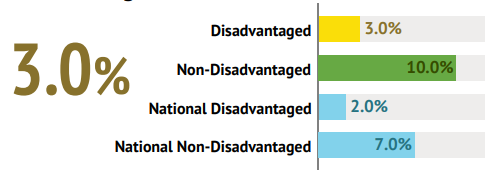 3.0%
Disadvantaged 3.0%
Non-Disadvantaged 10.0%
National Disadvantaged 2.0%
National Non-Disadvantaged 7.0%